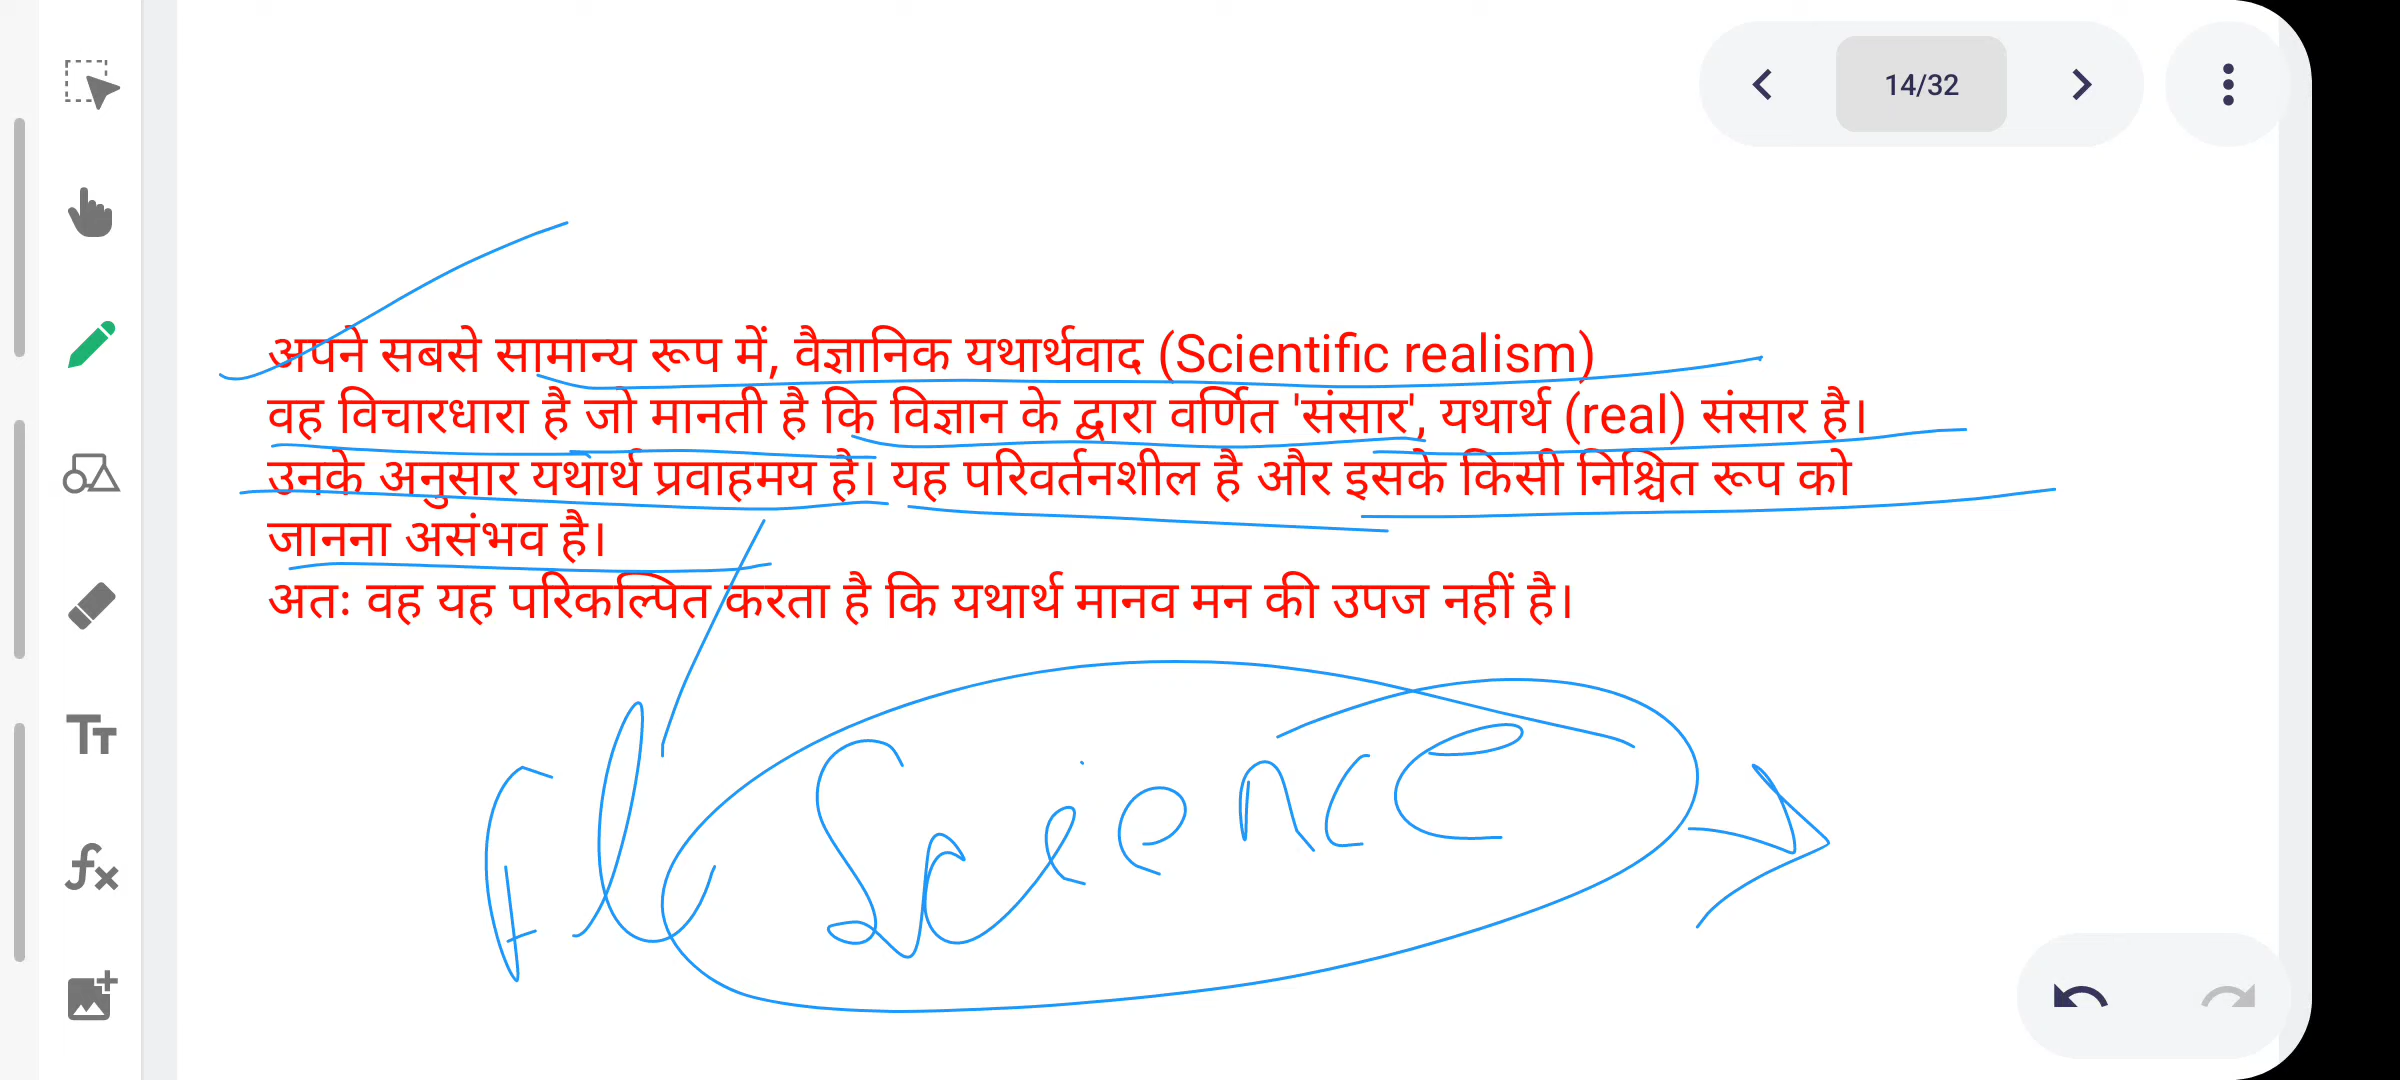 14/32
अपने सबसे सामान्य रूप में, वैज्ञानिक यथार्थवाद (Scientific realism)
वह विचारधारा है जो मानती है कि विज्ञान के द्वारा वर्णित 'संसार', यथार्थ (real) संसार है।
उनके अनुसार यथार्थ प्रवाहमय है। यह परिवर्तनशील है और इसके किसी निश्चित रूप को
जानना असंभव है।
अतः वह यह परिकल्पित करता है कि यथार्थ मानव मन की उपज नहीं है।
Science
Tт
fx